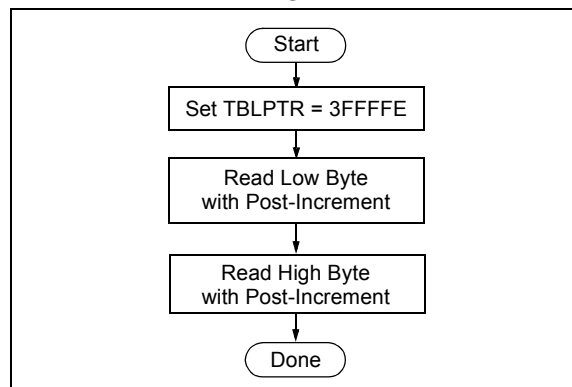 Start
Set TBLPTR = 3FFFFE
Read Low Byte
with Post-Increment
Read High Byte
with Post-Increment
Done